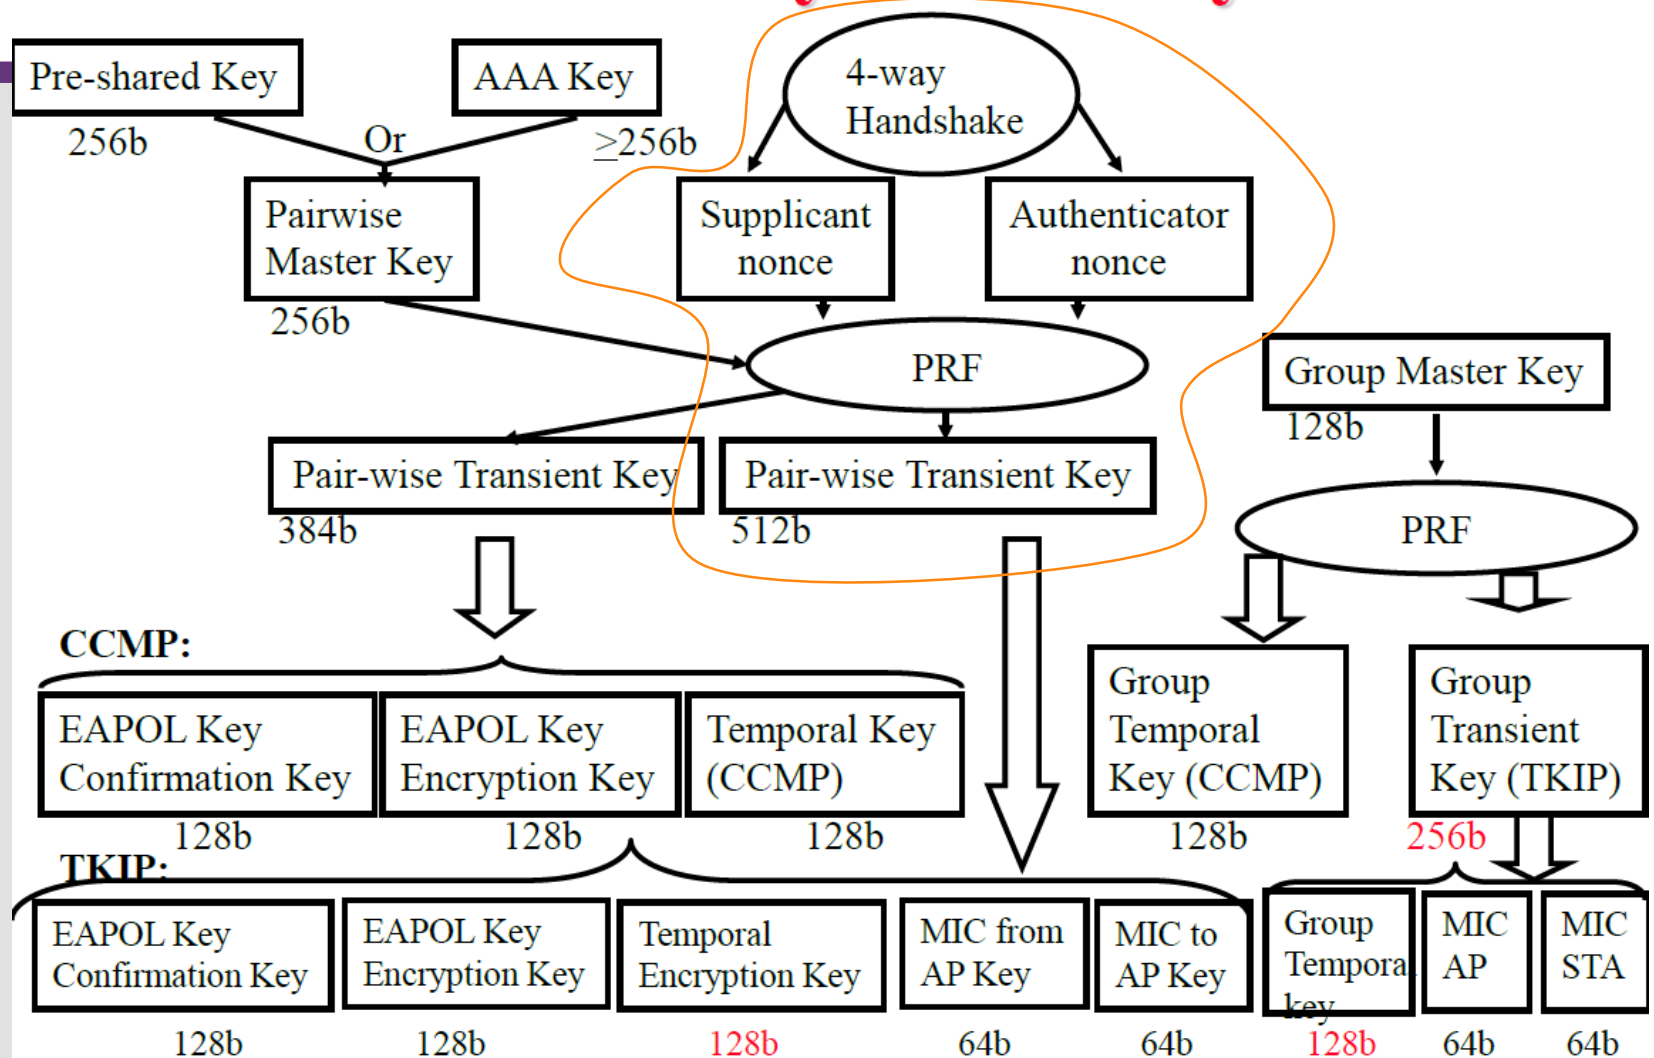 Pre-shared Key
256b
Or
AAA Key
≥256b
4-way
Handshake
Pairwise
Master Key
256b
Supplicant
nonce
Authenticator
nonce
PRF
Group Master Key
128b
Pair-wise Transient Key
384b
Pair-wise Transient Key
512b
PRF
CCMP:
EAPOL Key
Confirmation Key
128b
EAPOL Key
Encryption Key
128b
Temporal Key
(CCMP)
128b
Group
Temporal
Key (CCMP)
128b
Group
Transient
Key (TKIP)
256b
TKIP:
EAPOL Key
Confirmation Key
128b
EAPOL Key
Encryption Key
128b
Temporal
Encryption Key
128b
MIC from
AP Key
64b
MIC to
AP Key
64b
Group
Temporal
key
128b
MIC
AP
64b
MIC
STA
64b